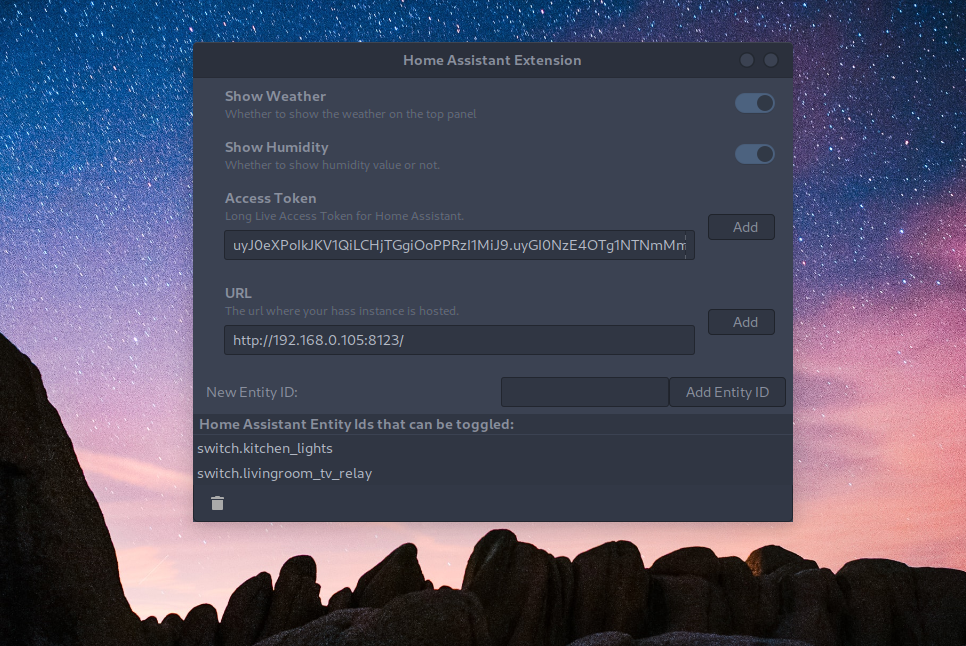 Home Assistant Extension
Show Weather
Whether to show the weather on the top panel
Show Humidity
Whether to show humidity value or not.
Access Token
Long Live Access Token for Home Assistant.
Add
URL
The url where your hass instance is hosted.
http://192.168.0.105:8123/
Add
New Entity ID:
Add Entity ID
Home Assistant Entity Ids that can be toggled:
switch.kitchen_lights
switch.livingroom_tv_relay